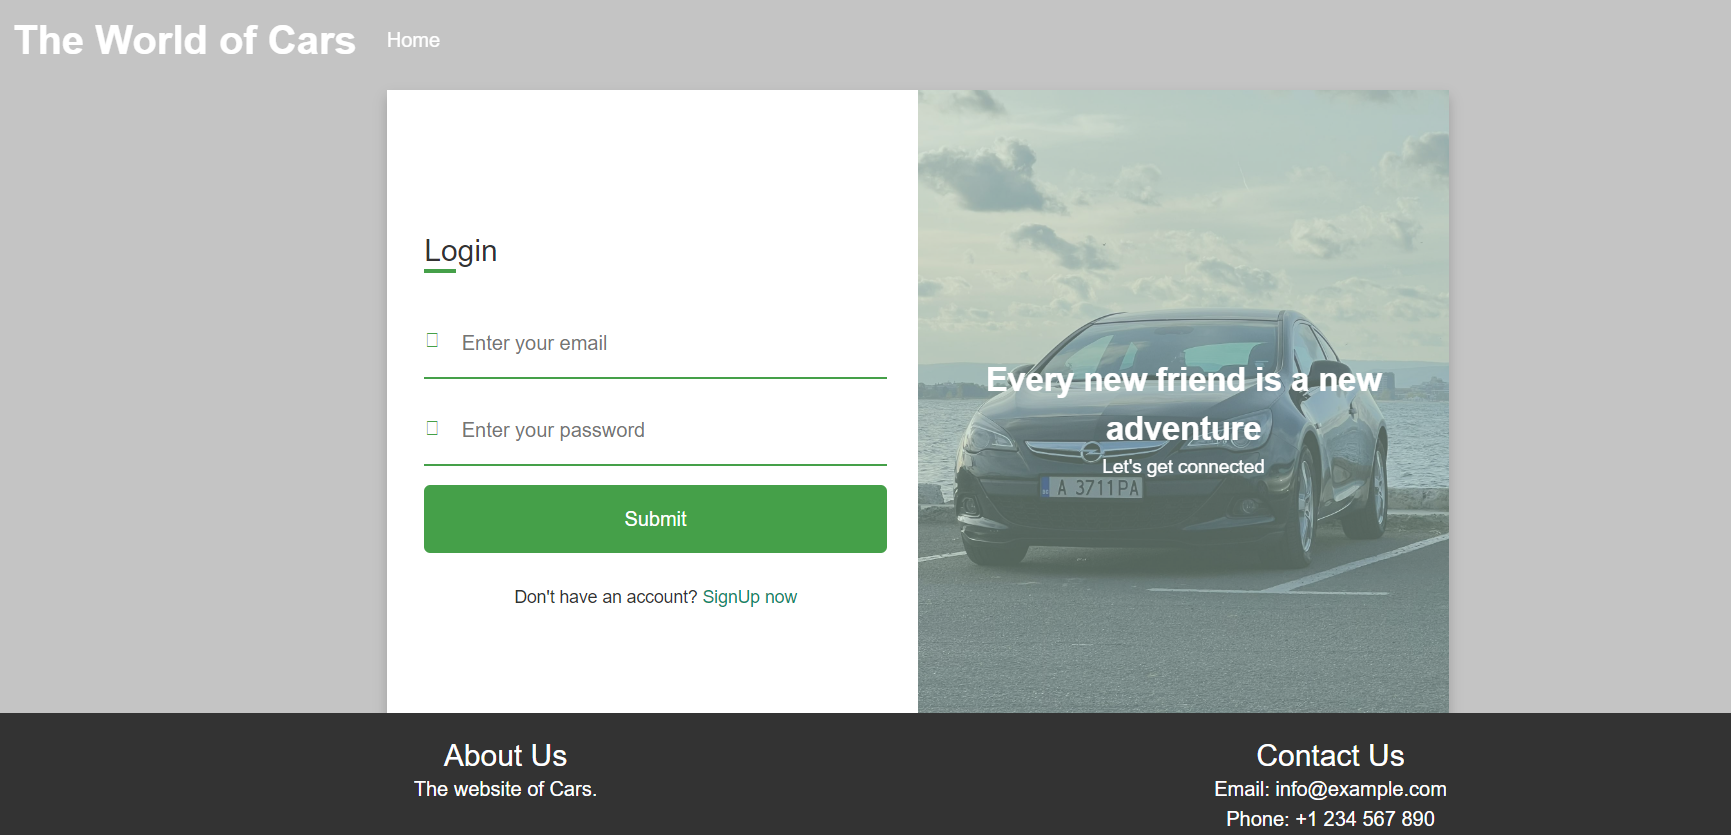 The World of Cars
Home
Login
Enter your email
Enter your password
Submit
Don't have an account? SignUp now
Every new friend is a new
adventure
Let's get connected
A 3711PA
About Us
The website of Cars.
Contact Us
Email: info@example.com
Phone: +1 234 567 890